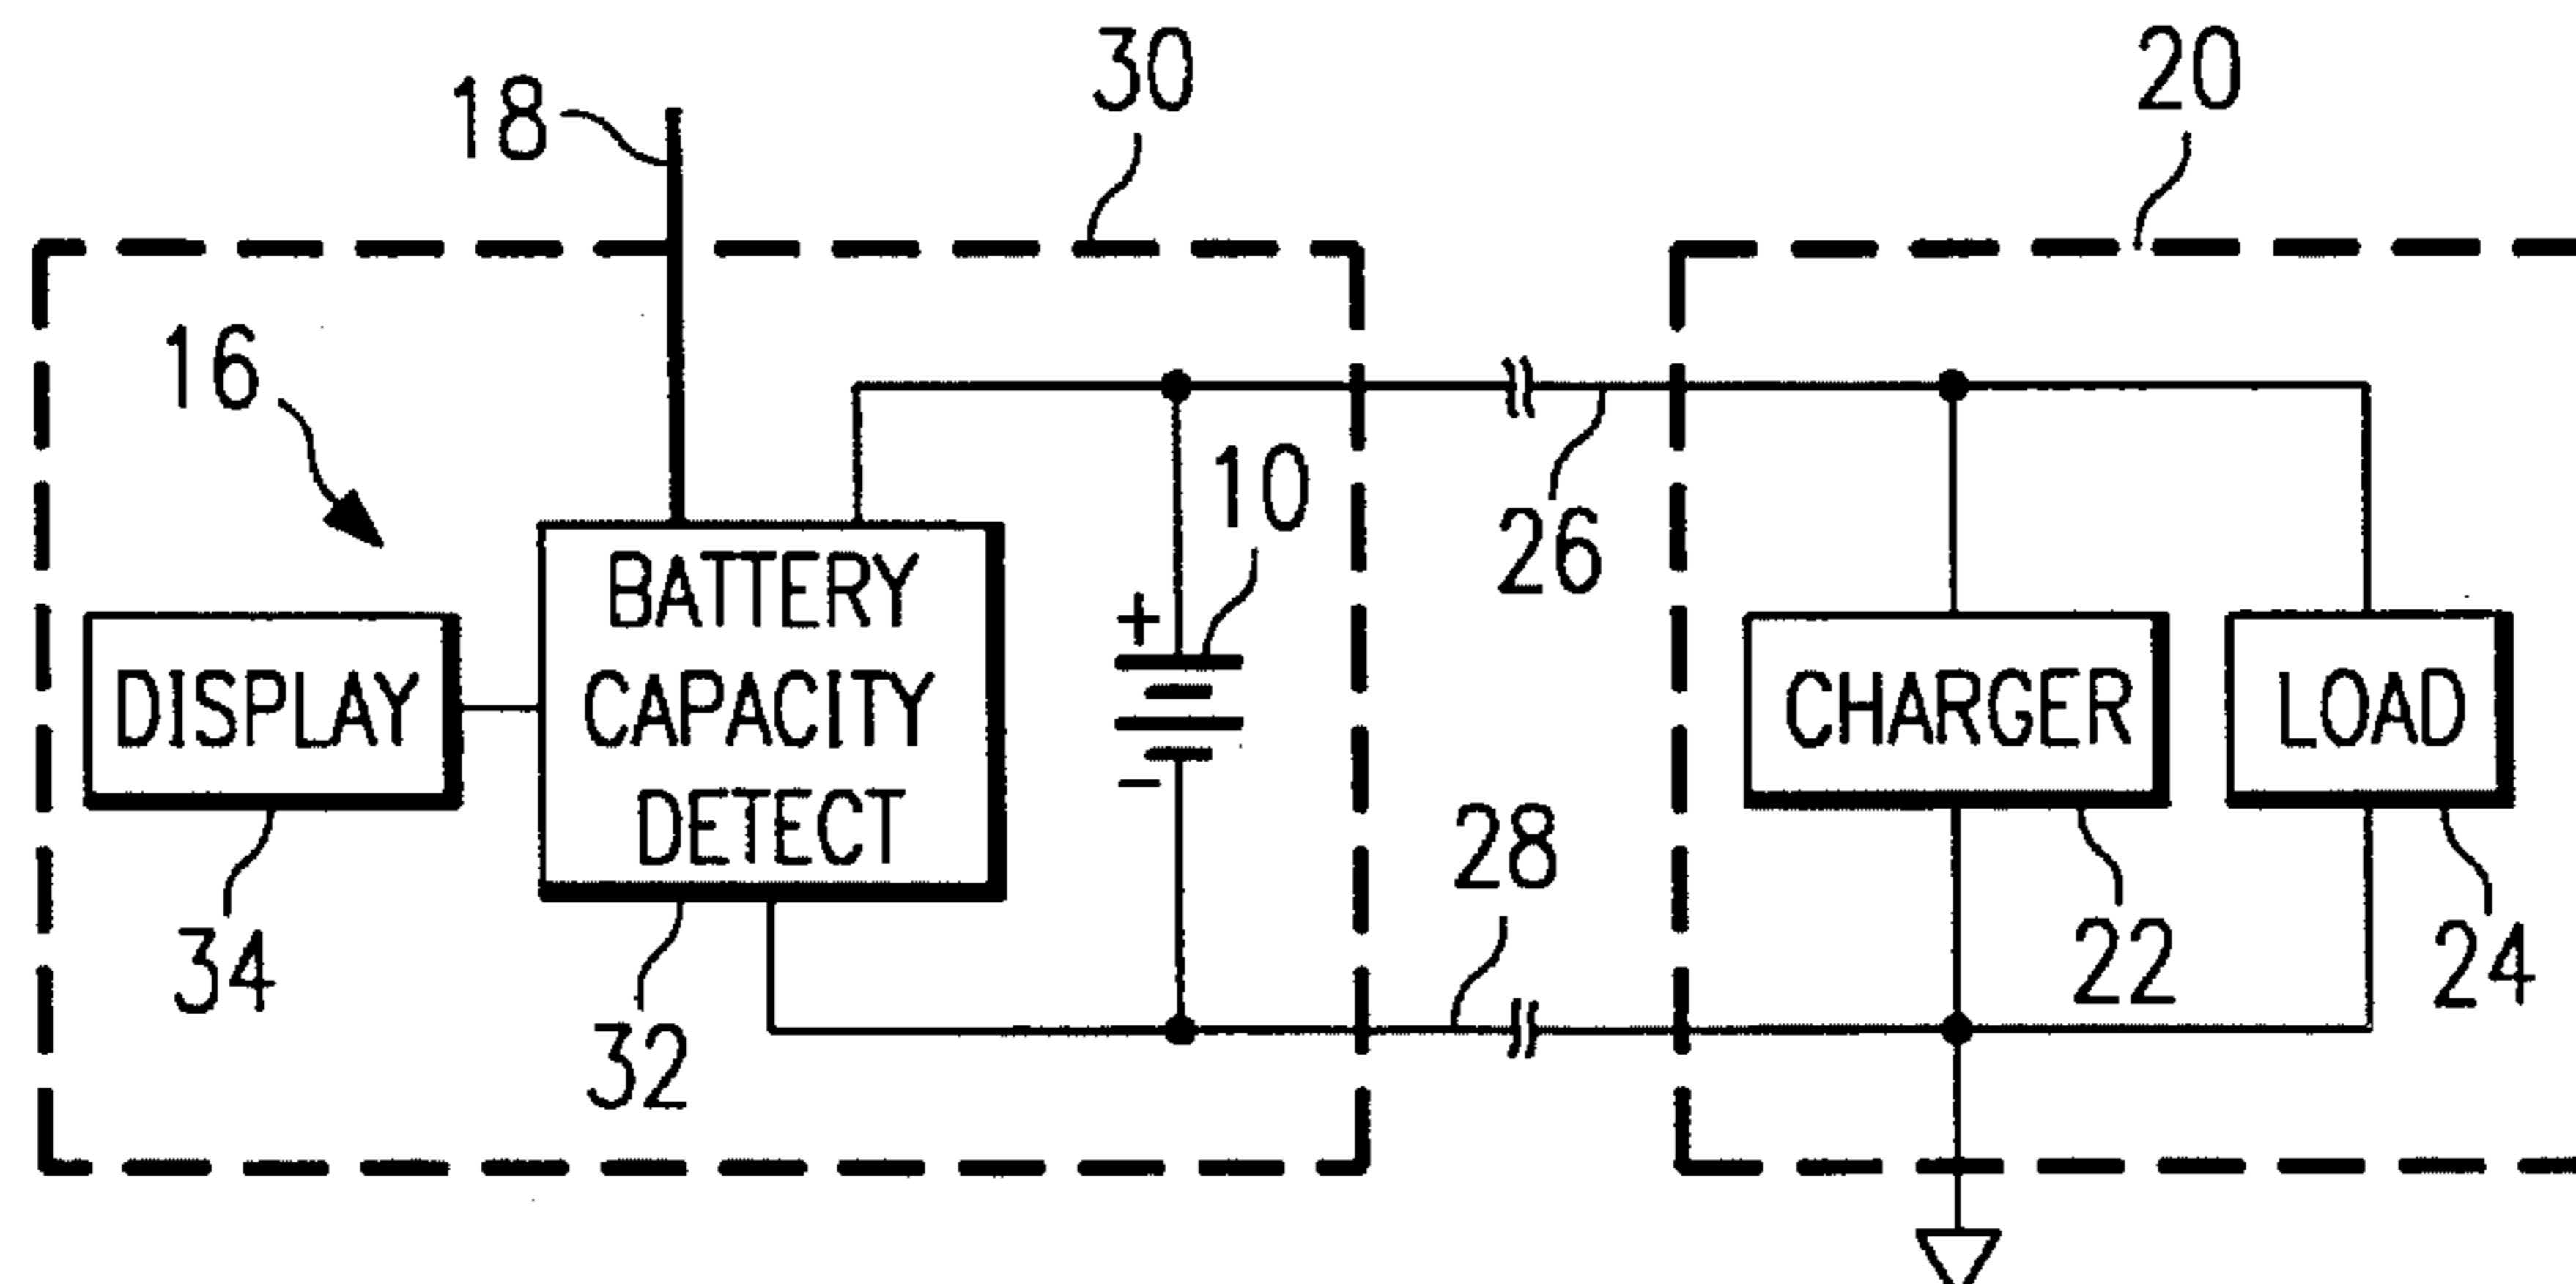 30
20
18
16
10
26
BATTERY
CAPACITY
DETECT
DISPLAY
+
−
CHARGER
LOAD
28
34
32
22
24